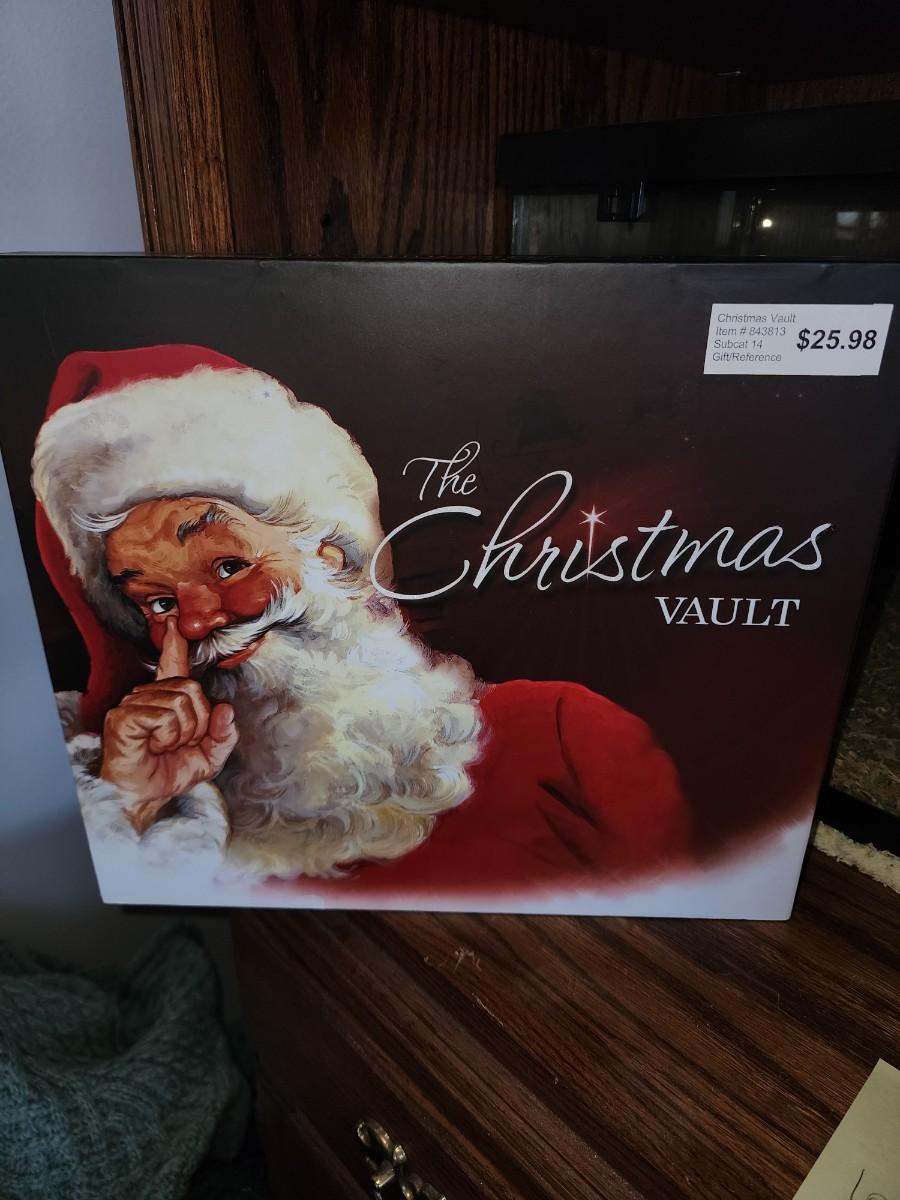 Christmas Vault
Item # 843813
Subcat 14
Gift/Reference
$25.98
The
Christmas
VAULT